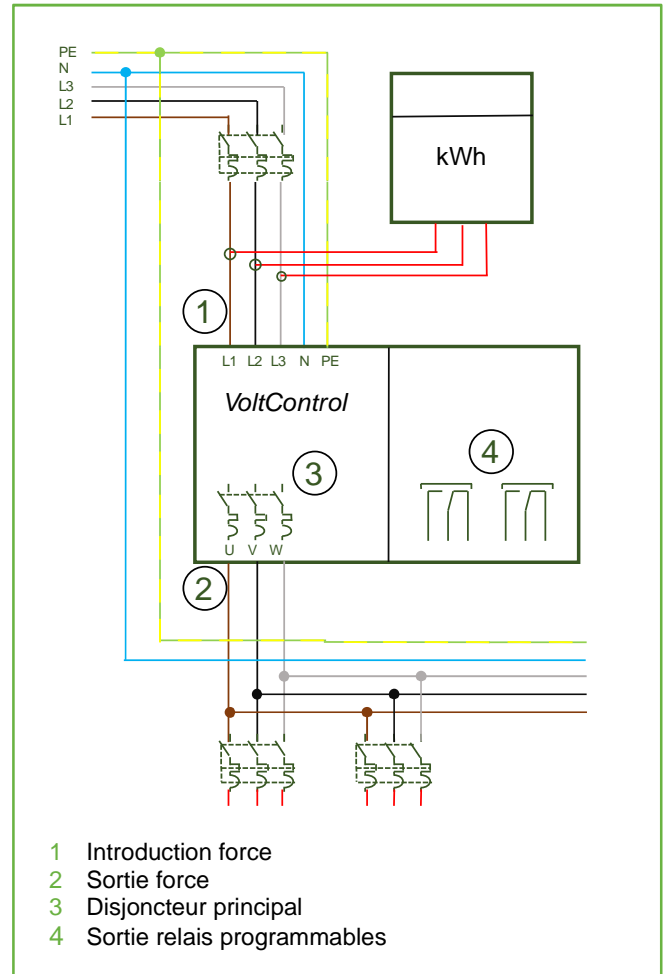 PE
N
L3
L2
L1
kWh
1
L1 L2 L3 N PE
VoltControl
3
4
U V W
2
1 Introduction force
2 Sortie force
3 Disjoncteur principal
4 Sortie relais programmables